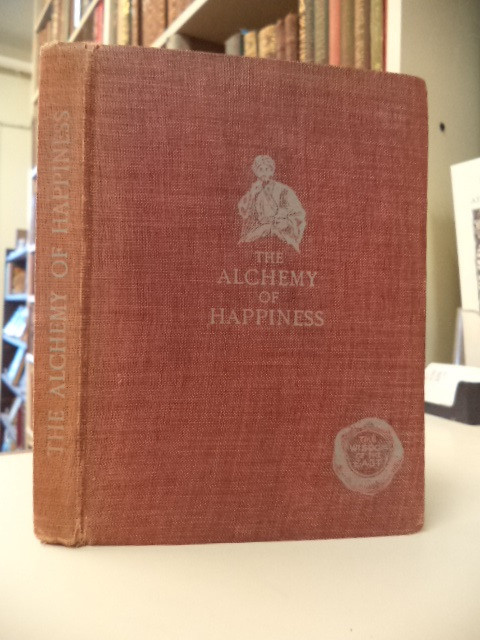 THE ALCHEMY OF HAPPINESS
THE
ALCHEMY
OF
HAPPINESS
THE
WISDOM
OF THE
EAST